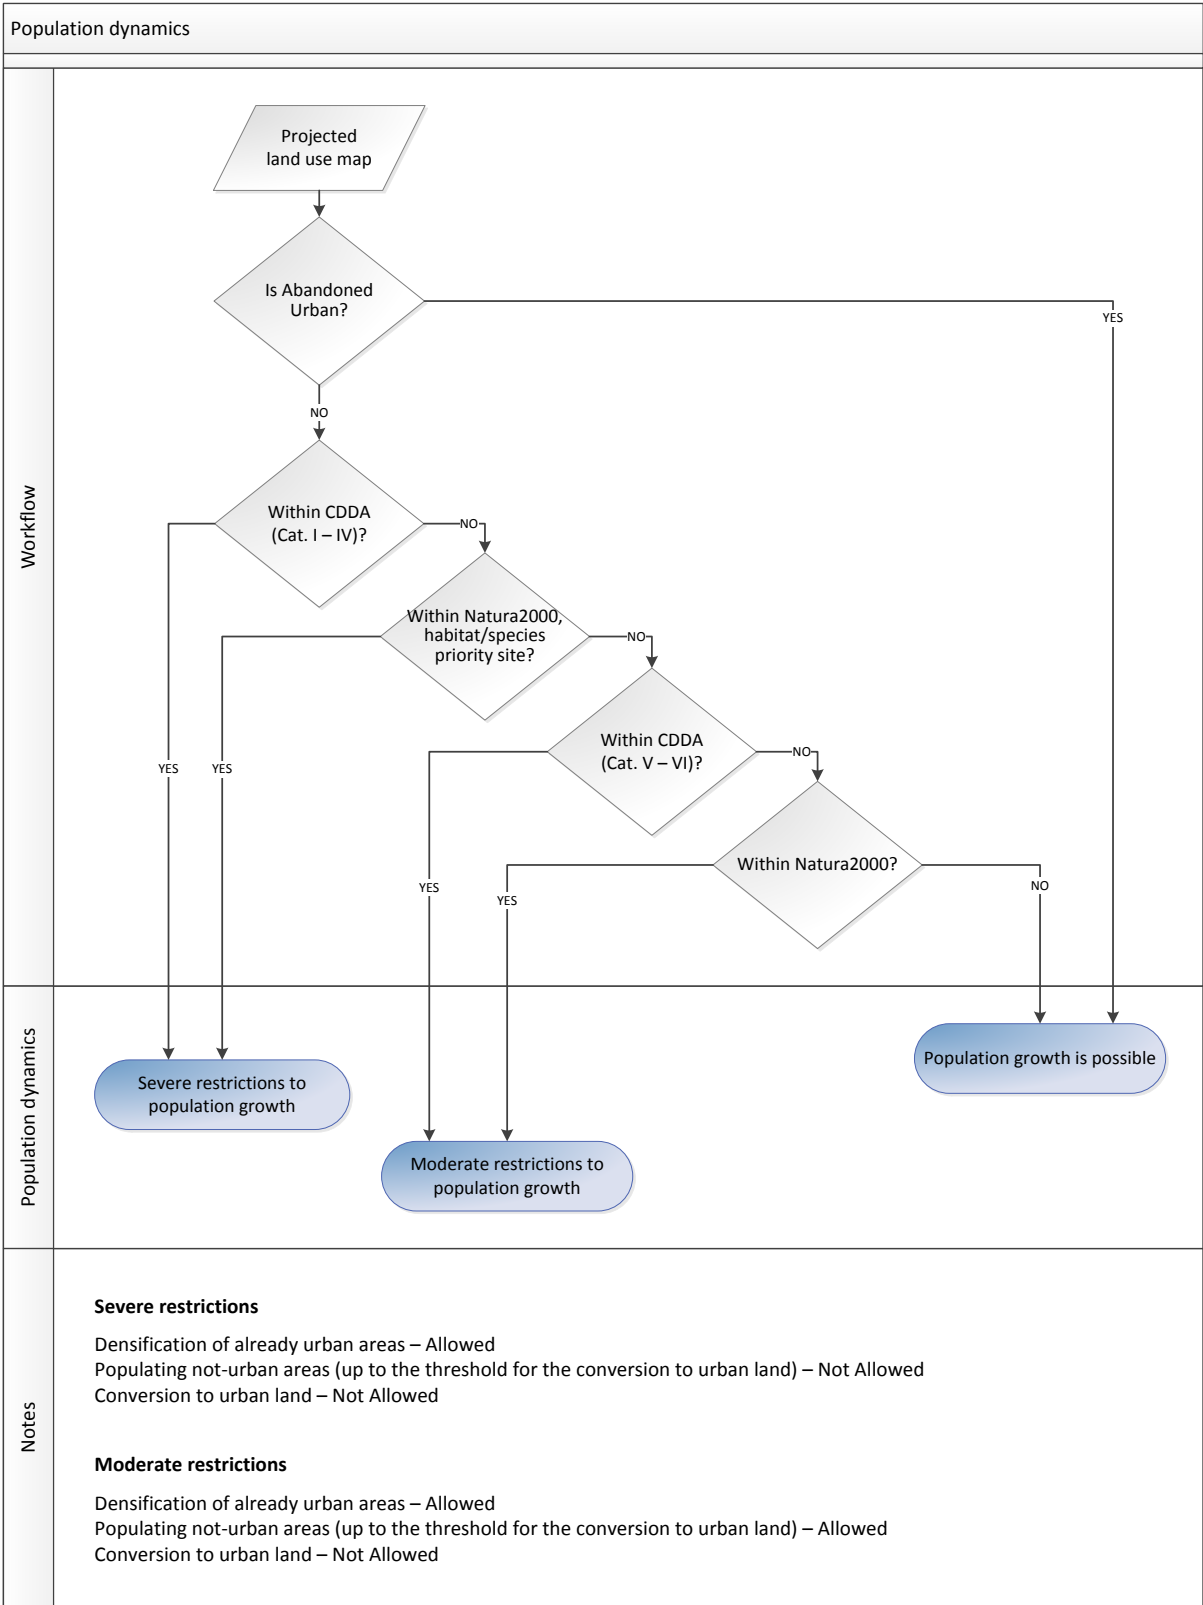 Population dynamics
Workflow
Projected
land use map
Is Abandoned
Urban?
YES
NO
Within CDDA
(Cat. I – IV)?
NO
Within Natura2000,
habitat/species
priority site?
NO
Within CDDA
(Cat. V – VI)?
NO
YES
YES
Within Natura2000?
YES
YES
NO
Population dynamics
Population growth is possible
Severe restrictions to
population growth
Moderate restrictions to
population growth
Notes
Severe restrictions
Densification of already urban areas – Allowed
Populating not-urban areas (up to the threshold for the conversion to urban land) – Not Allowed
Conversion to urban land – Not Allowed
Moderate restrictions
Densification of already urban areas – Allowed
Populating not-urban areas (up to the threshold for the conversion to urban land) – Allowed
Conversion to urban land – Not Allowed